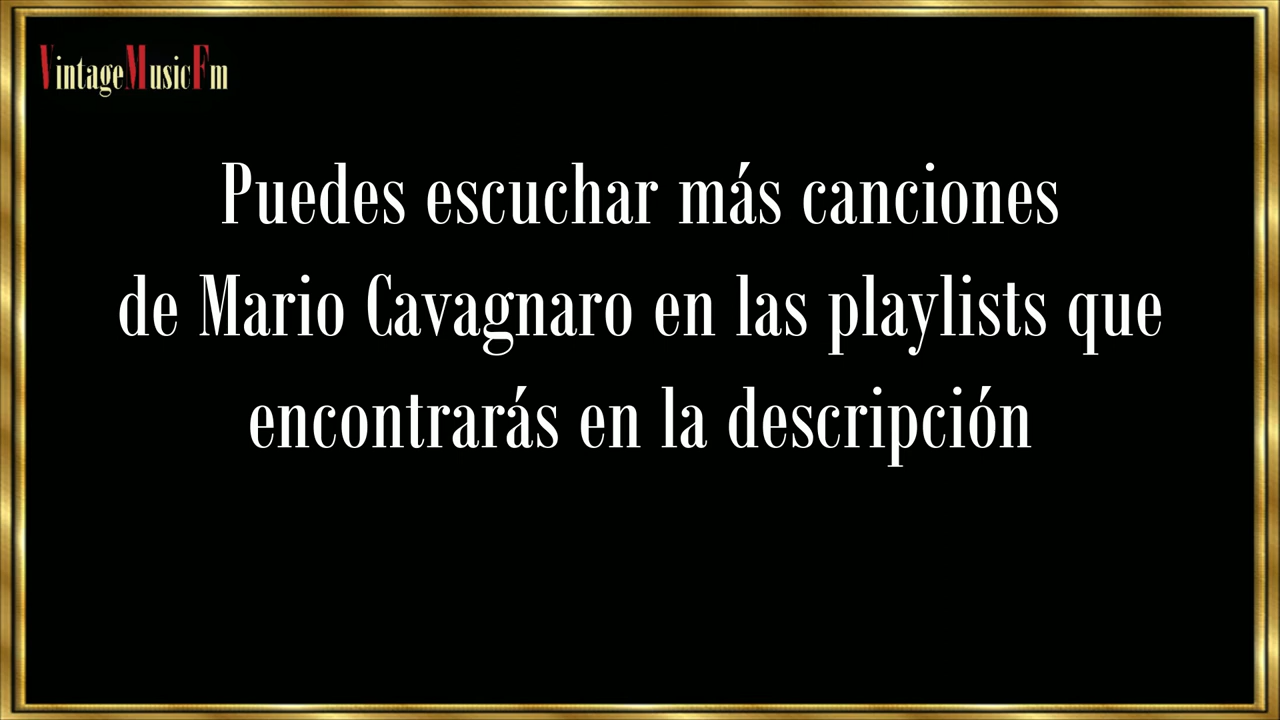 VintageMusicFm
Puedes escuchar más canciones
de Mario Cavagnaro en las playlists que
encontrarás en la descripción